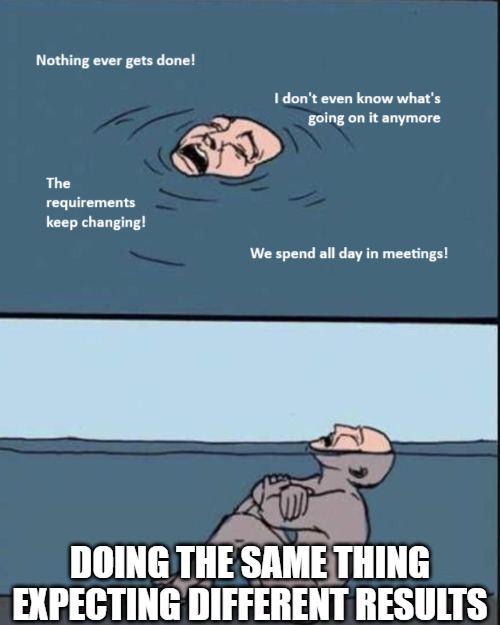 Nothing ever gets done!
I don't even know what's
going on it anymore
The
requirements
keep changing!
We spend all day in meetings!
DOING THE SAME THING
EXPECTING DIFFERENT RESULTS